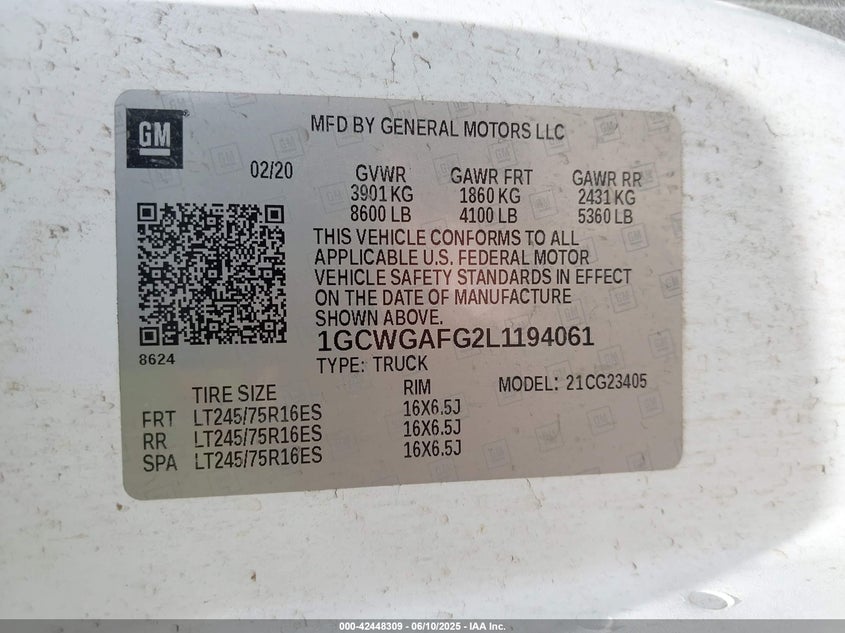 GM
MFD BY GENERAL MOTORS LLC
02/20 GVWR GAWR FRT GAWR RR
3901 KG 1860 KG 2431 KG
8600 LB 4100 LB 5360 LB
THIS VEHICLE CONFORMS TO ALL
APPLICABLE U.S. FEDERAL MOTOR
VEHICLE SAFETY STANDARDS IN EFFECT
ON THE DATE OF MANUFACTURE
SHOWN ABOVE.
8624
1GCWGAFG2L1194061
TYPE: TRUCK
MODEL: 21CG23405
TIRE SIZE RIM
FRT LT245/75R16ES 16X6.5J
RR LT245/75R16ES 16X6.5J
SPA LT245/75R16ES 16X6.5J
000-42448309 - 06/10/2025 - IAA Inc.